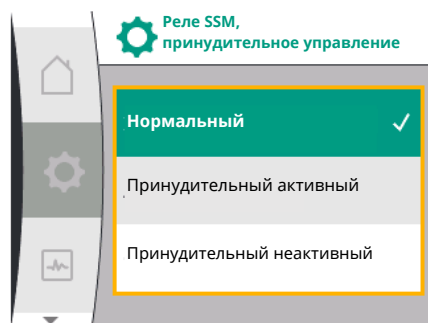 Реле SSM,
принудительное управление
Нормальный
Принудительный активный
Принудительный неактивный